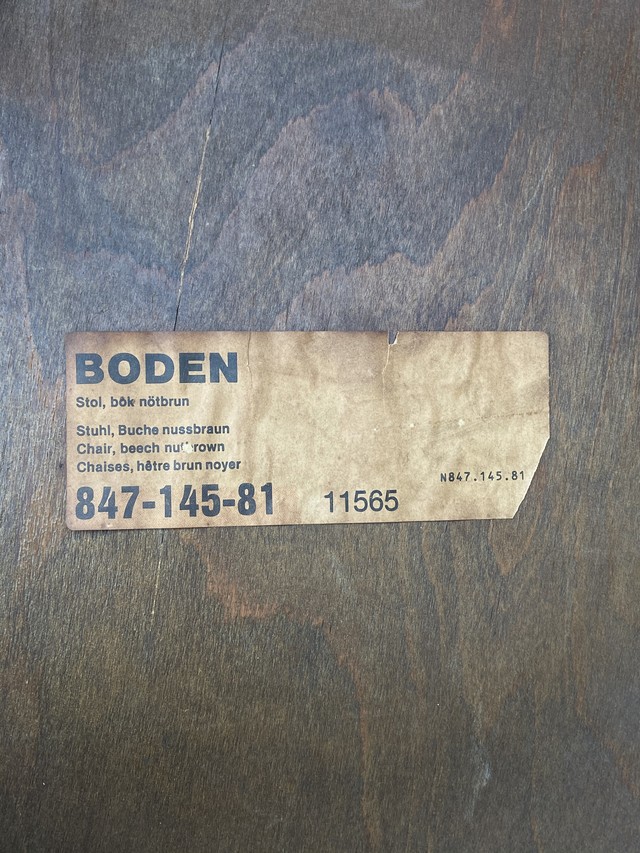 BODEN
Stol, bok nötbrun
Stuhl, Buche nussbraun
Chair, beech
Chaises, hêtre brun noyer
847-145-81 11565
N847.145.81